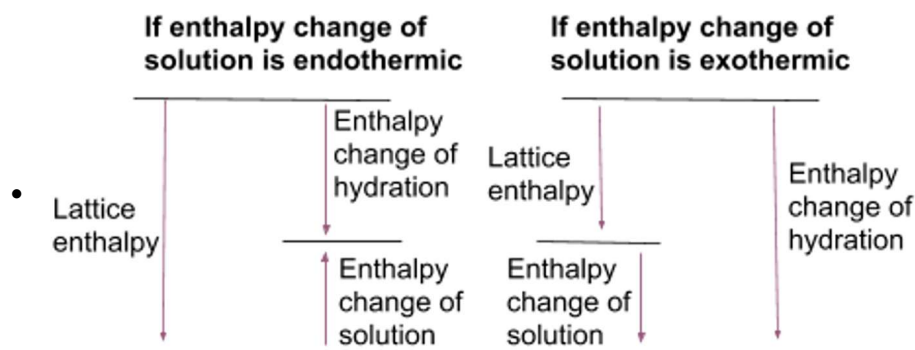 If enthalpy change of
solution is endothermic
Enthalpy
change of
hydration
Lattice
enthalpy
Enthalpy
change of
solution
If enthalpy change of
solution is exothermic
Lattice
enthalpy
Enthalpy
change of
hydration
Enthalpy
change of
solution